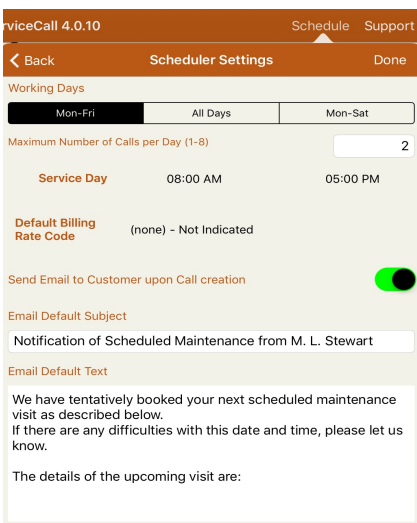 rviceCall 4.0.10
Schedule Support
Back
Scheduler Settings
Done
Working Days
Mon-Fri
All Days
Mon-Sat
Maximum Number of Calls per Day (1-8)
2
Service Day
08:00 AM
05:00 PM
Default Billing
Rate Code
(none) - Not Indicated
Send Email to Customer upon Call creation
Email Default Subject
Notification of Scheduled Maintenance from M. L. Stewart
Email Default Text
We have tentatively booked your next scheduled maintenance
visit as described below.
If there are any difficulties with this date and time, please let us
know.
The details of the upcoming visit are: